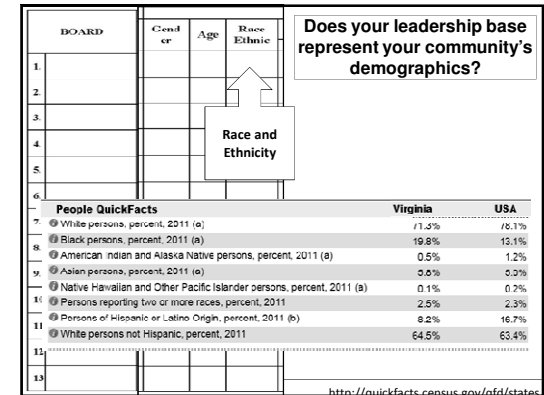 BOARD
Gend
er
Age
Race
Ethnic
Does your leadership base
represent your community's
demographics?
1.
2.
3.
4.
5.
6.
Race and
Ethnicity
People QuickFacts Virginia USA
7. White persons, percent, 2011 (a) 71.3% 78.1%
Black persons, percent, 2011 (a) 19.8% 13.1%
8.
American Indian and Alaska Native persons, percent, 2011 (a) 0.5% 1.2%
9. Asian persons, percent, 2011 (a) 5.8% 5.0%
Native Hawaiian and Other Pacific Islander persons, percent, 2011 (a) 0.1% 0.2%
10 Persons reporting two or more races, percent, 2011 2.5% 2.3%
Persons of Hispanic or Latino Origin, percent, 2011 (b) 8.2% 16.7%
11
White persons not Hispanic, percent, 2011 64.5% 63.4%
12
13
http://quickfacts.census.gov/qfd/states